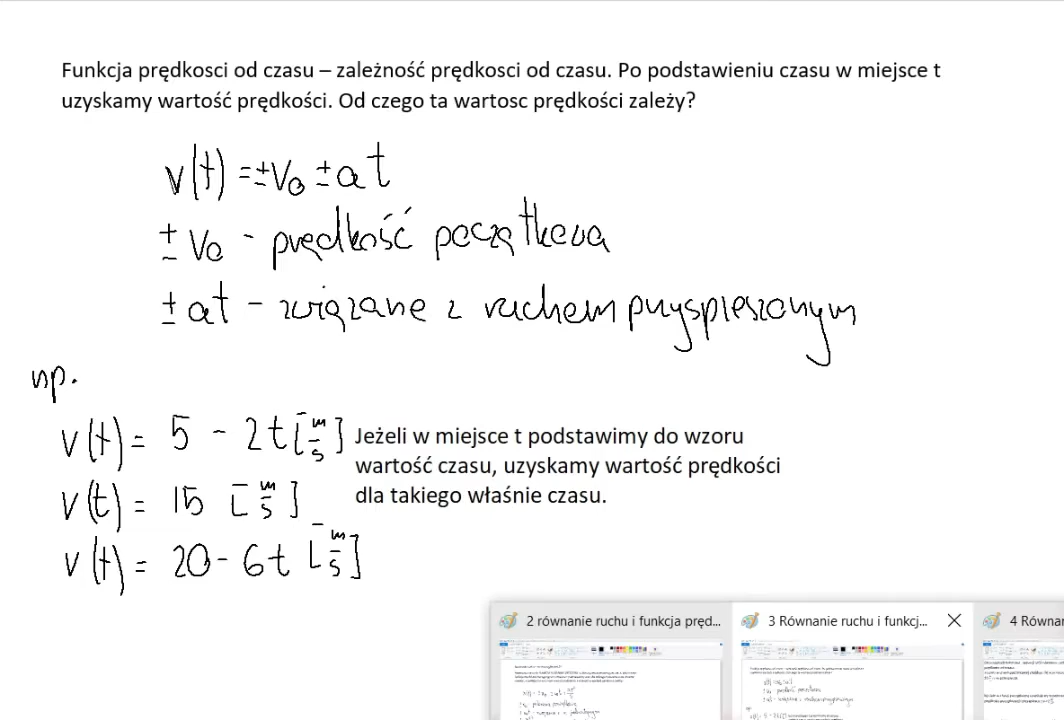 Funkcja prędkosci od czasu – zależność prędkosci od czasu. Po podstawieniu czasu w miejsce t
uzyskamy wartość prędkości. Od czego ta wartosc prędkości zależy?
v(t) = ±v₀ ± at
± v₀ - prędkość początkowa
± at - związane z ruchem przyspieszonym
np.
v(t) = 5 - 2t [m/s]
Jeżeli w miejsce t podstawimy do wzoru
wartość czasu, uzyskamy wartość prędkości
dla takiego właśnie czasu.
v(t) = 15 [m/s]
v(t) = 20 - 6t [m/s]
2 równanie ruchu i funkcja pręd...
3 Równanie ruchu i funkcj...
4 Równa